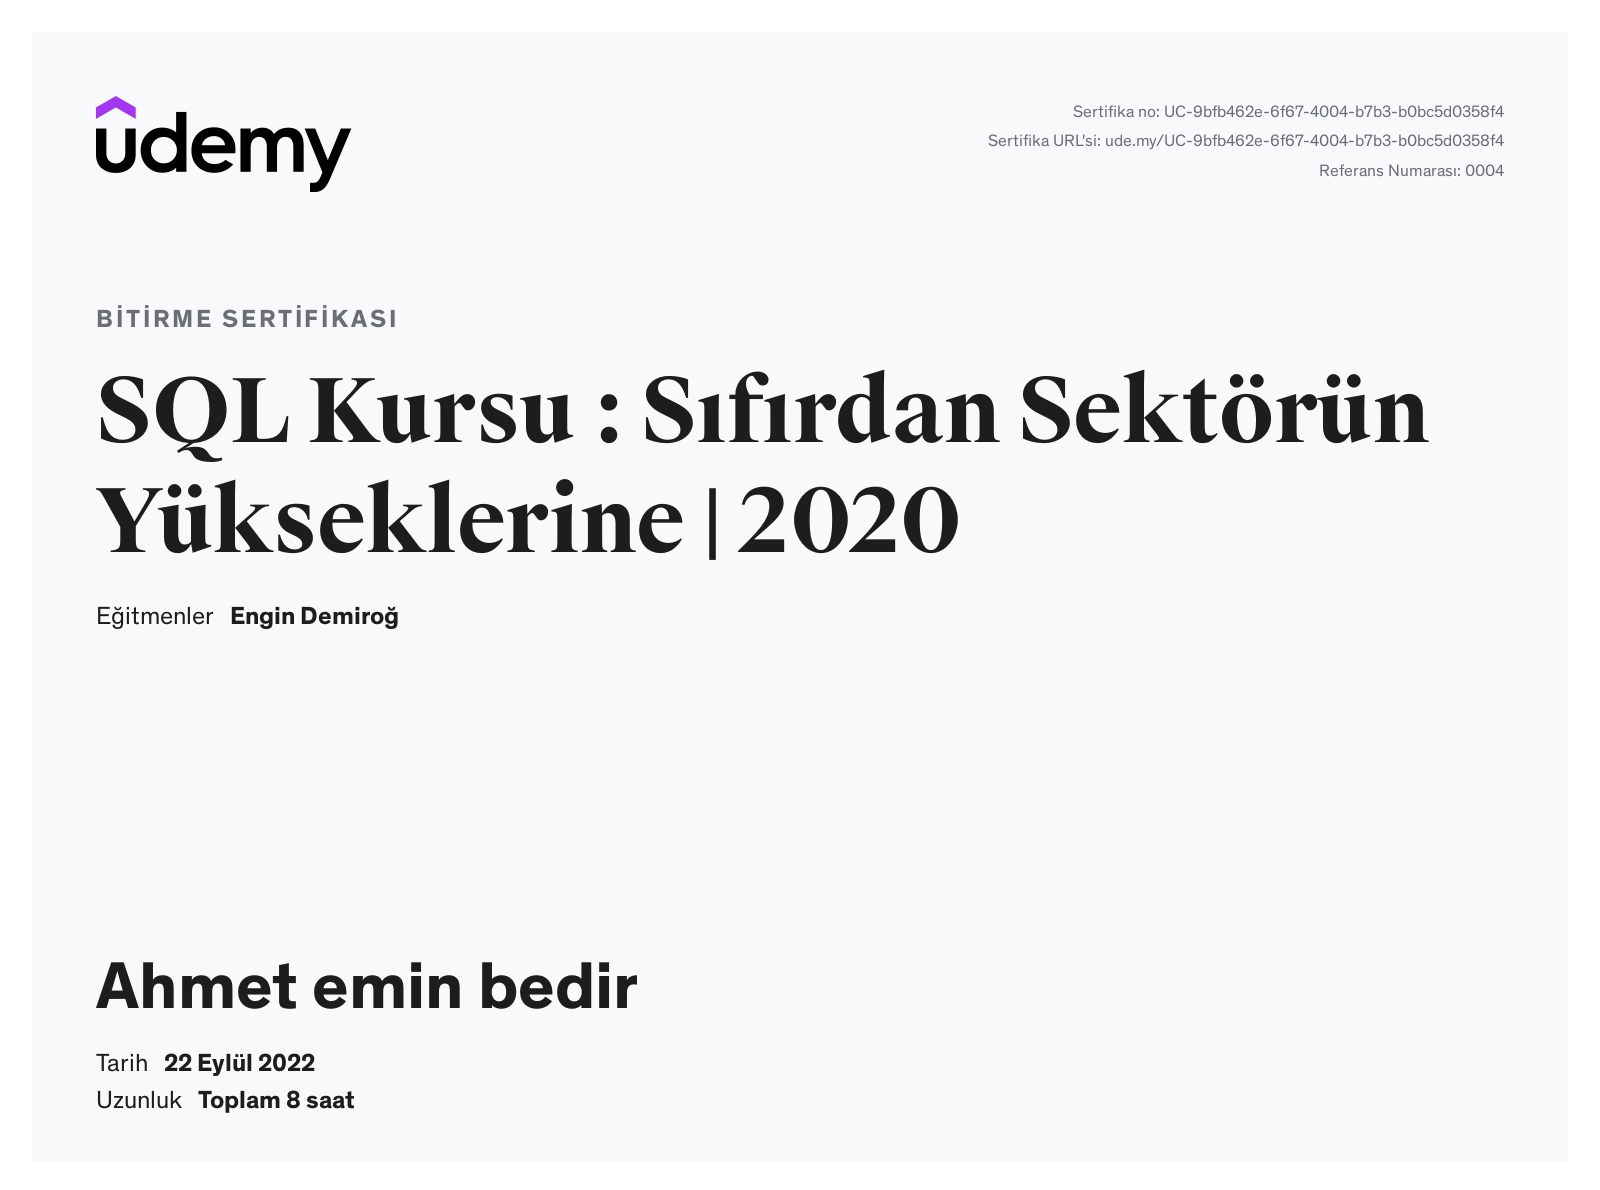 udemy
Sertifika no: UC-9bfb462e-6f67-4004-b7b3-b0bc5d0358f4
Sertifika URL'si: ude.my/UC-9bfb462e-6f67-4004-b7b3-b0bc5d0358f4
Referans Numarası: 0004
BİTİRME SERTİFİKASI
SQL Kursu : Sıfırdan Sektörün
Yükseklerine | 2020
Eğitmenler Engin Demiroğ
Ahmet emin bedir
Tarih 22 Eylül 2022
Uzunluk Toplam 8 saat